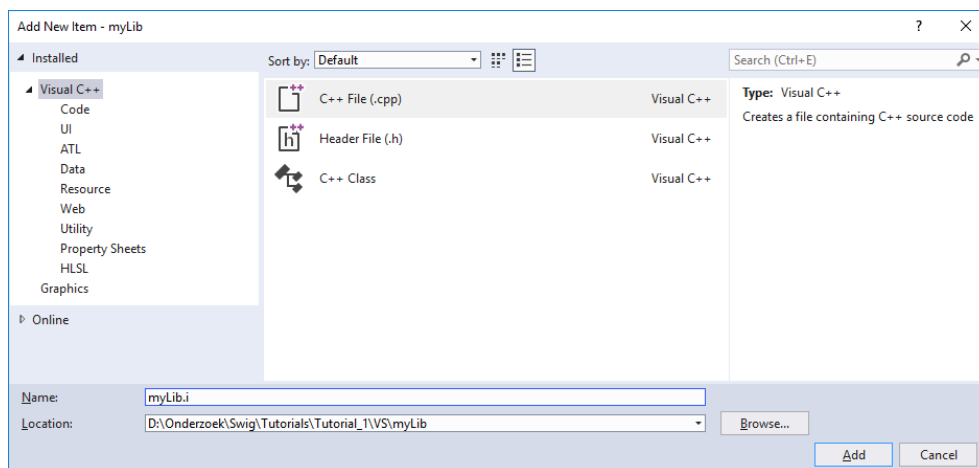 Add New Item - myLib
? X
Installed
Visual C++
Code
UI
ATL
Data
Resource
Web
Utility
Property Sheets
HLSL
Graphics
Online
Sort by: Default
C++ File (.cpp) Visual C++
Header File (.h) Visual C++
C++ Class Visual C++
Search (Ctrl+E)
Type: Visual C++
Creates a file containing C++ source code
Name: myLib.i
Location: D:\Onderzoek\Swig\Tutorials\Tutorial_1\VS\myLib
Browse...
Add Cancel